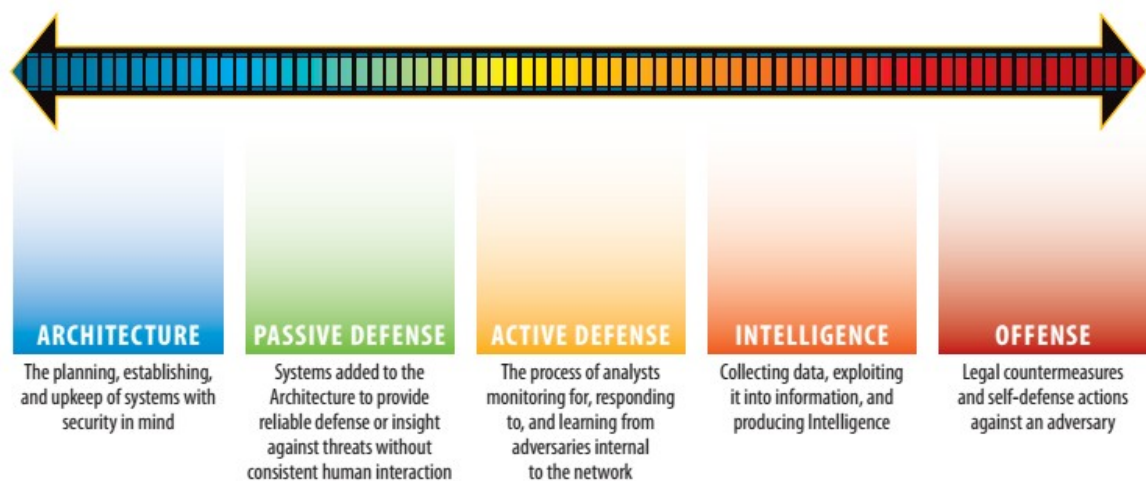 ARCHITECTURE
The planning, establishing,
and upkeep of systems with
security in mind
PASSIVE DEFENSE
Systems added to the
Architecture to provide
reliable defense or insight
against threats without
consistent human interaction
ACTIVE DEFENSE
The process of analysts
monitoring for, responding
to, and learning from
adversaries internal
to the network
INTELLIGENCE
Collecting data, exploiting
it into information, and
producing Intelligence
OFFENSE
Legal countermeasures
and self-defense actions
against an adversary